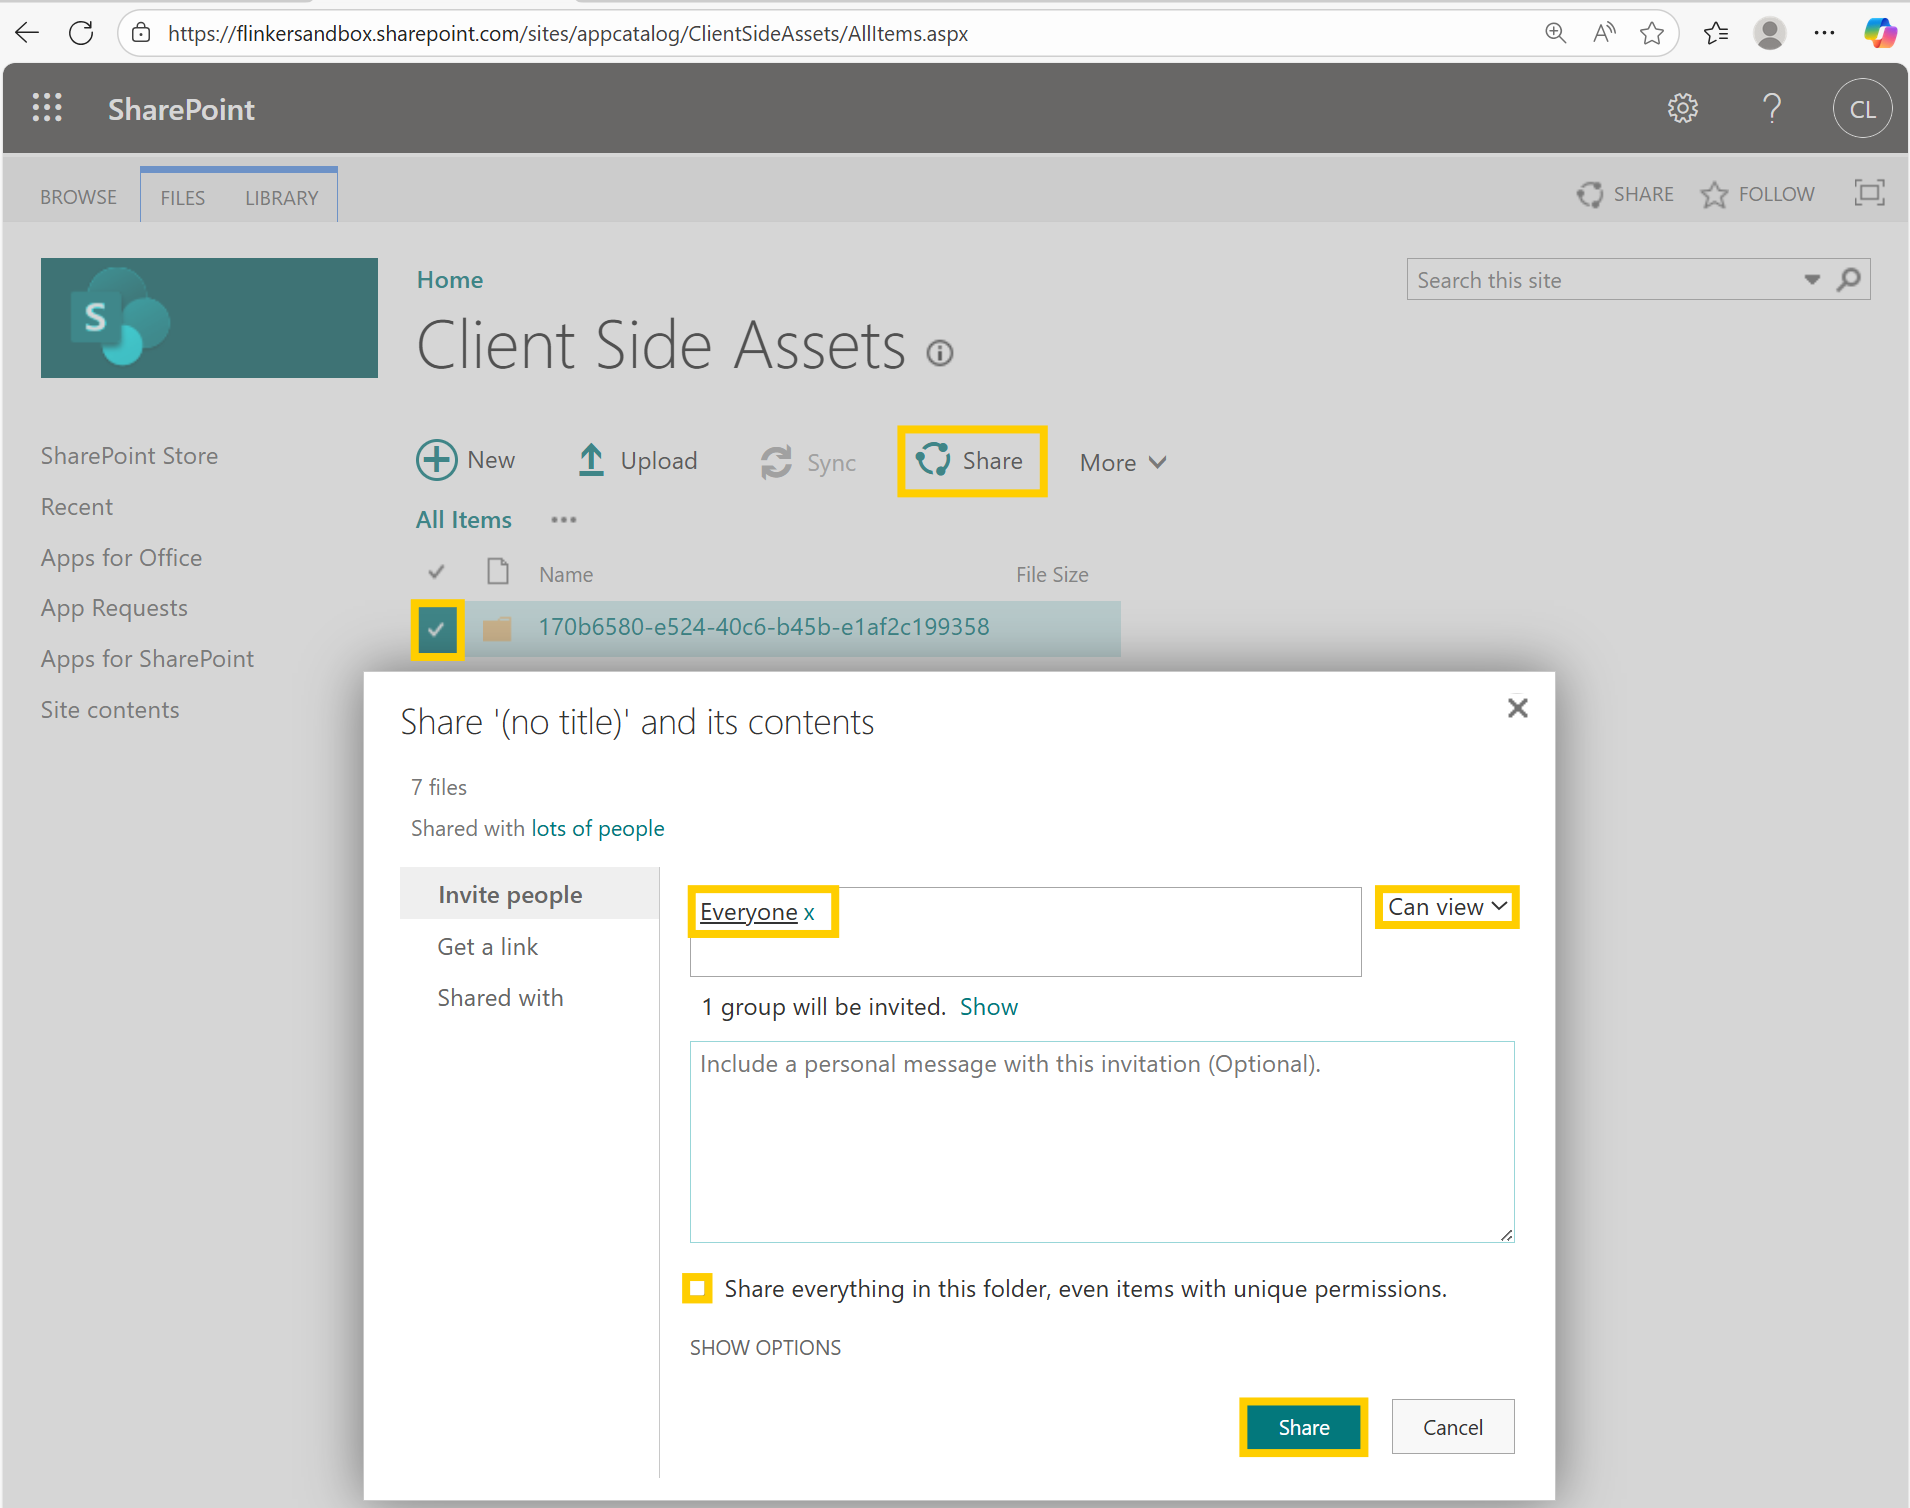 https://flinkersandbox.sharepoint.com/sites/appcatalog/ClientSideAssets/AllItems.aspx
SharePoint
? CL
BROWSE FILES LIBRARY SHARE FOLLOW
S
Home
Search this site
Client Side Assets
New Upload Sync Share More
All Items ...
Name File Size
170b6580-e524-40c6-b45b-e1af2c199358
SharePoint Store
Recent
Apps for Office
App Requests
Apps for SharePoint
Site contents
Share '(no title)' and its contents
7 files
Shared with lots of people
Invite people
Get a link
Shared with
Everyone x
Can view
1 group will be invited. Show
Include a personal message with this invitation (Optional).
Share everything in this folder, even items with unique permissions.
SHOW OPTIONS
Share Cancel